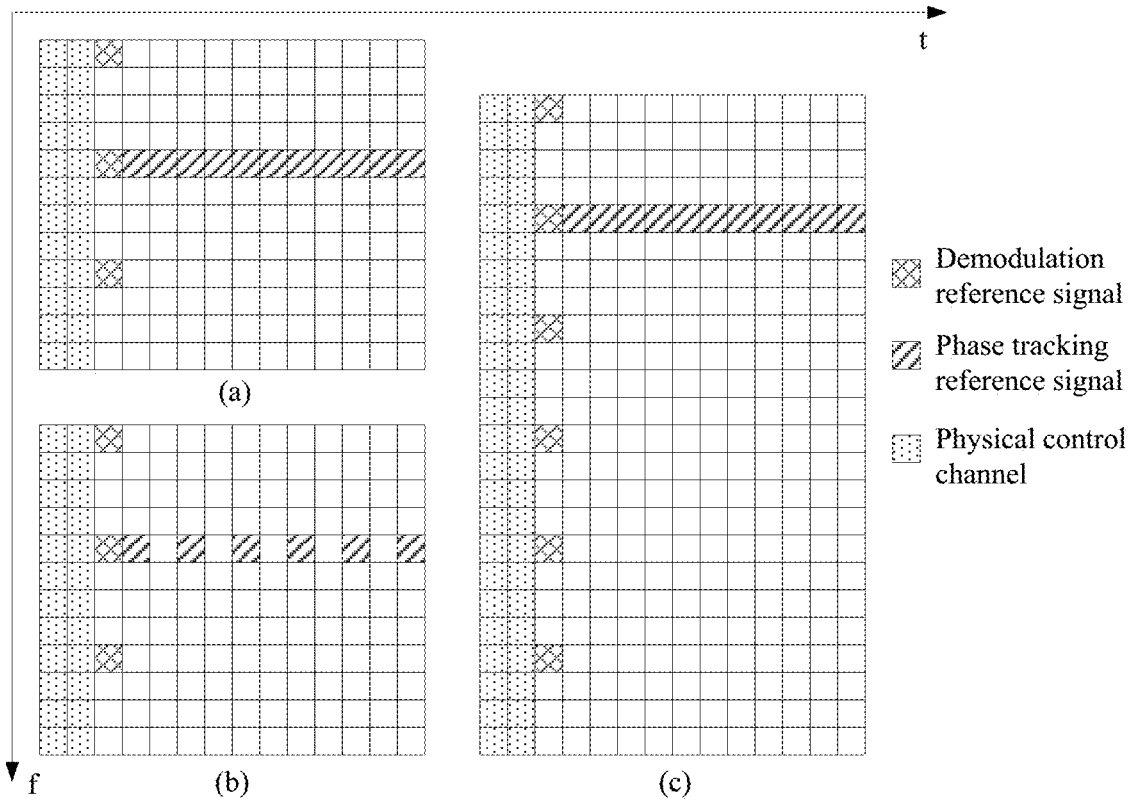 t
(a)
Demodulation
reference signal
Phase tracking
reference signal
Physical control
channel
f
(b)
(c)